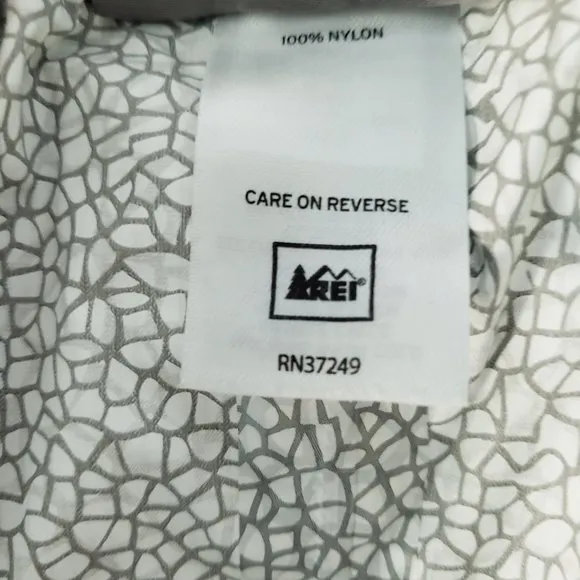 100% NYLON
CARE ON REVERSE
REI®
RN37249